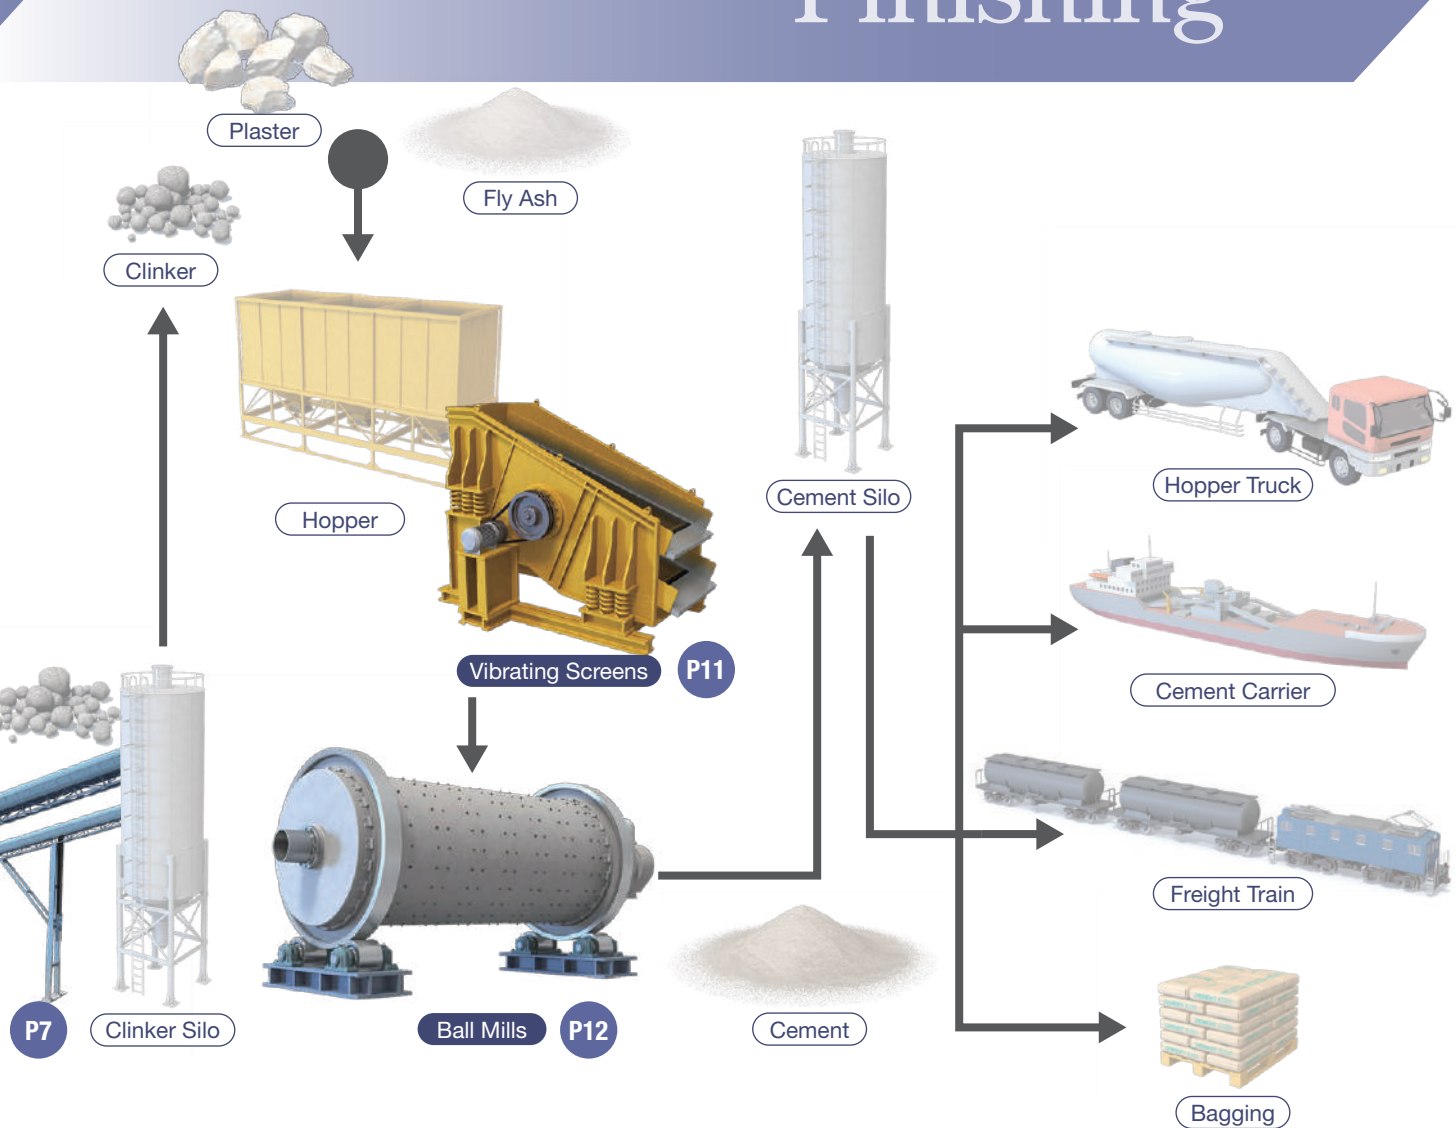 Finishing
Plaster
Fly Ash
Clinker
Hopper
Cement Silo
Hopper Truck
Vibrating Screens
P11
Cement Carrier
Freight Train
P7
Clinker Silo
Ball Mills
P12
Cement
Bagging